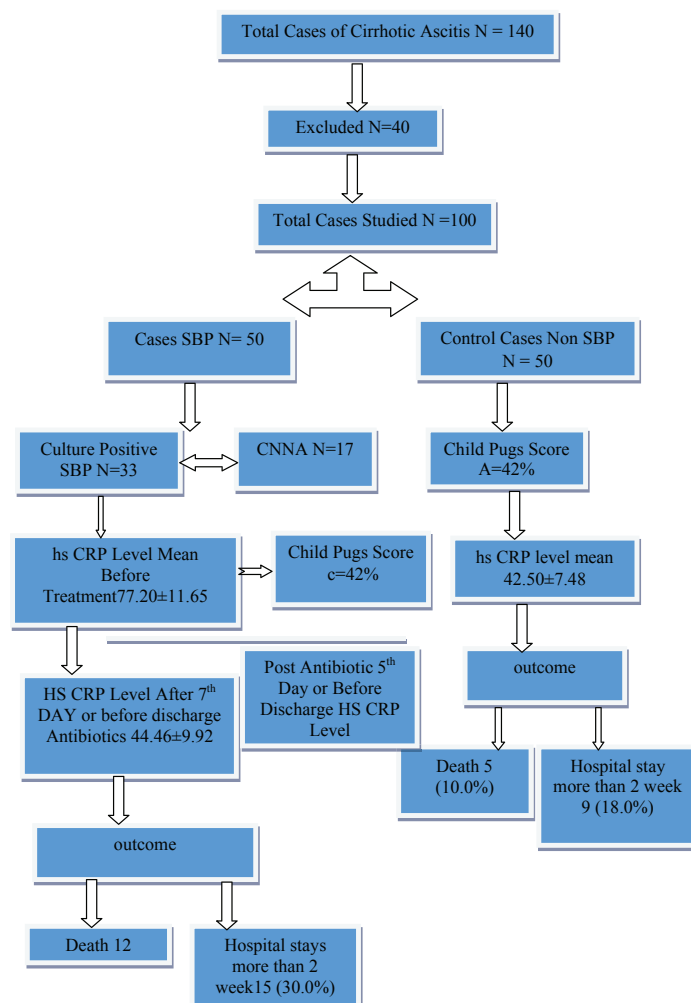 Total Cases of Cirrhotic Ascitis N = 140
Excluded N=40
Total Cases Studied N =100
Cases SBP N= 50
Control Cases Non SBP
N = 50
Culture Positive
SBP N=33
CNNA N=17
Child Pugs Score
A=42%
hs CRP Level Mean
Before
Treatment77.20±11.65
Child Pugs Score
c=42%
hs CRP level mean
42.50±7.48
HS CRP Level After 7th
DAY or before discharge
Antibiotics 44.46±9.92
Post Antibiotic 5th
Day or Before
Discharge HS CRP
Level
outcome
Death 5
(10.0%)
Hospital stay
more than 2 week
9 (18.0%)
outcome
Death 12
Hospital stays
more than 2
week15 (30.0%)